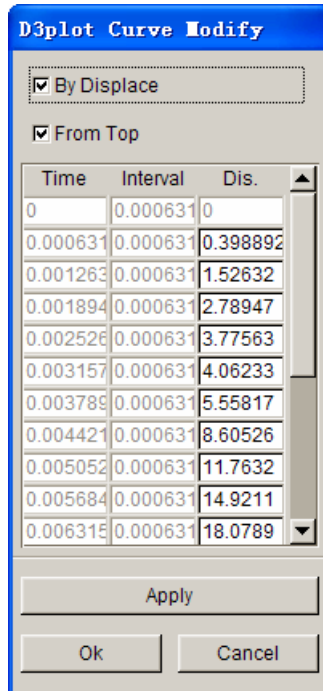 D3plot Curve Modify
By Displace
From Top
Time Interval Dis.
0 0.000631 0
0.000631 0.000631 0.398892
0.001263 0.000631 1.52632
0.001894 0.000631 2.78947
0.002526 0.000631 3.77563
0.003157 0.000631 4.06233
0.003789 0.000631 5.55817
0.004421 0.000631 8.60526
0.005052 0.000631 11.7632
0.005684 0.000631 14.9211
0.006315 0.000631 18.0789
Apply
Ok Cancel